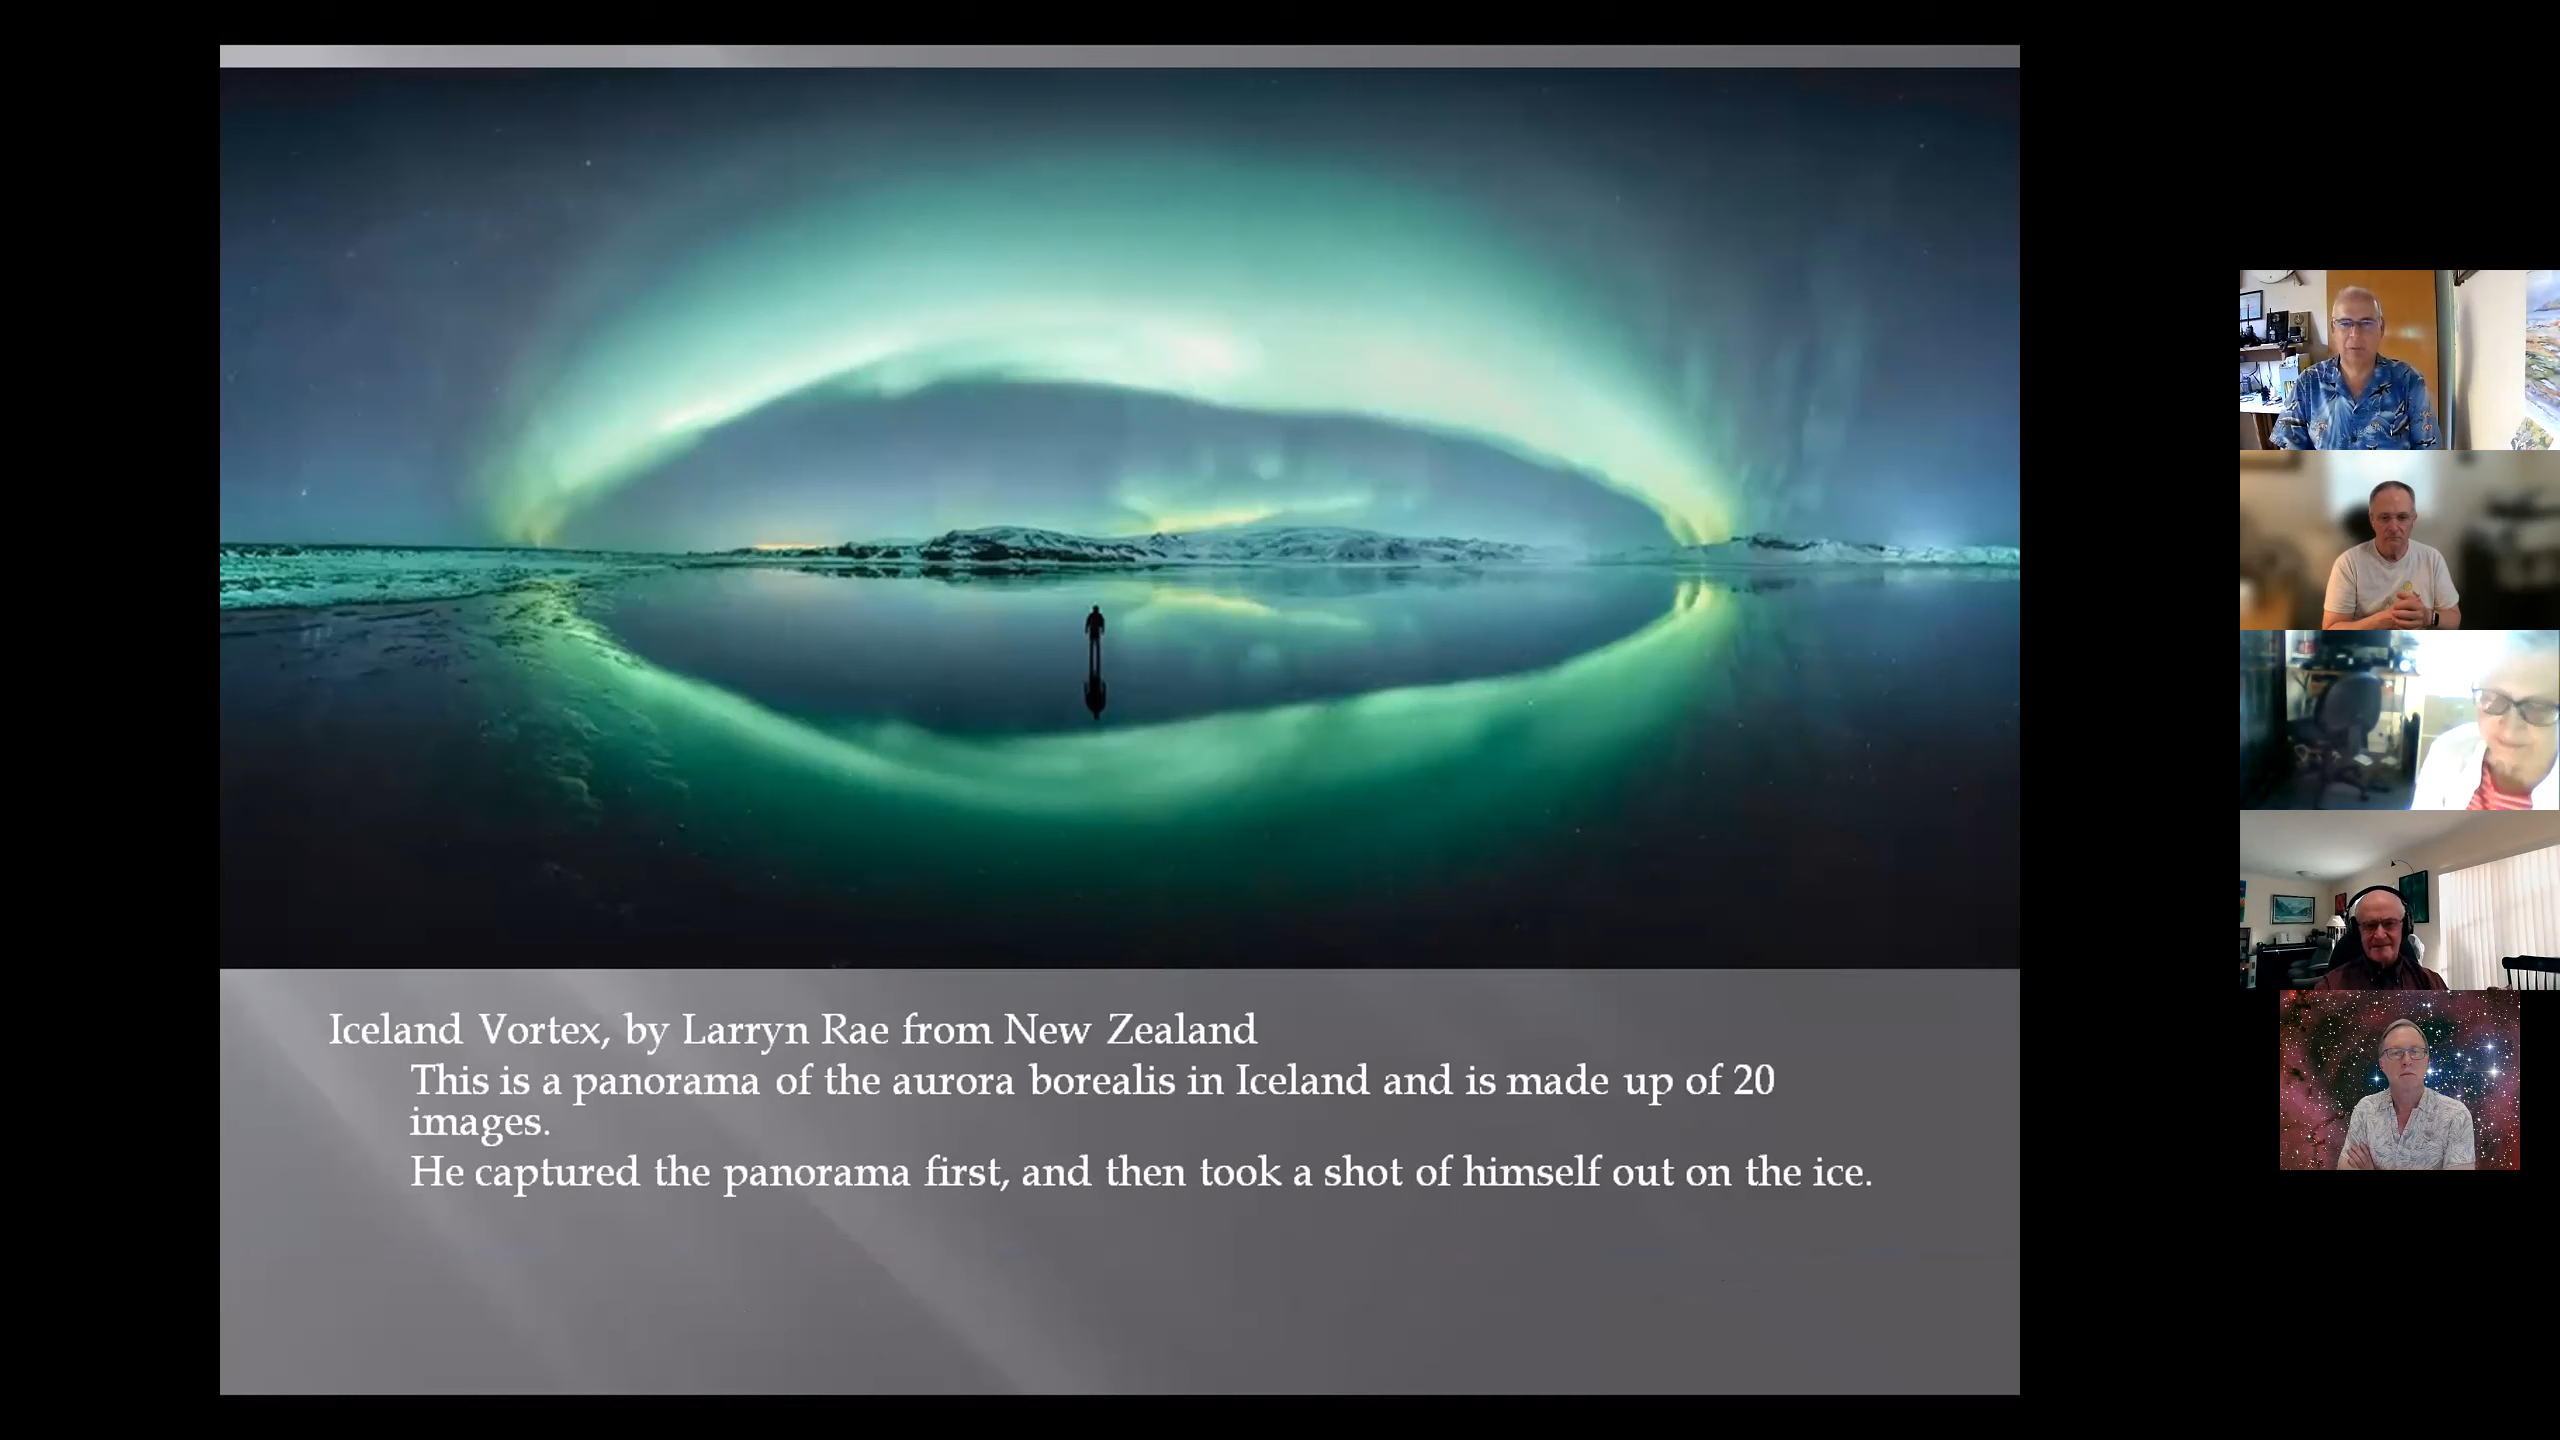 Iceland Vortex, by Larryn Rae from New Zealand
This is a panorama of the aurora borealis in Iceland and is made up of 20
images.
He captured the panorama first, and then took a shot of himself out on the ice.